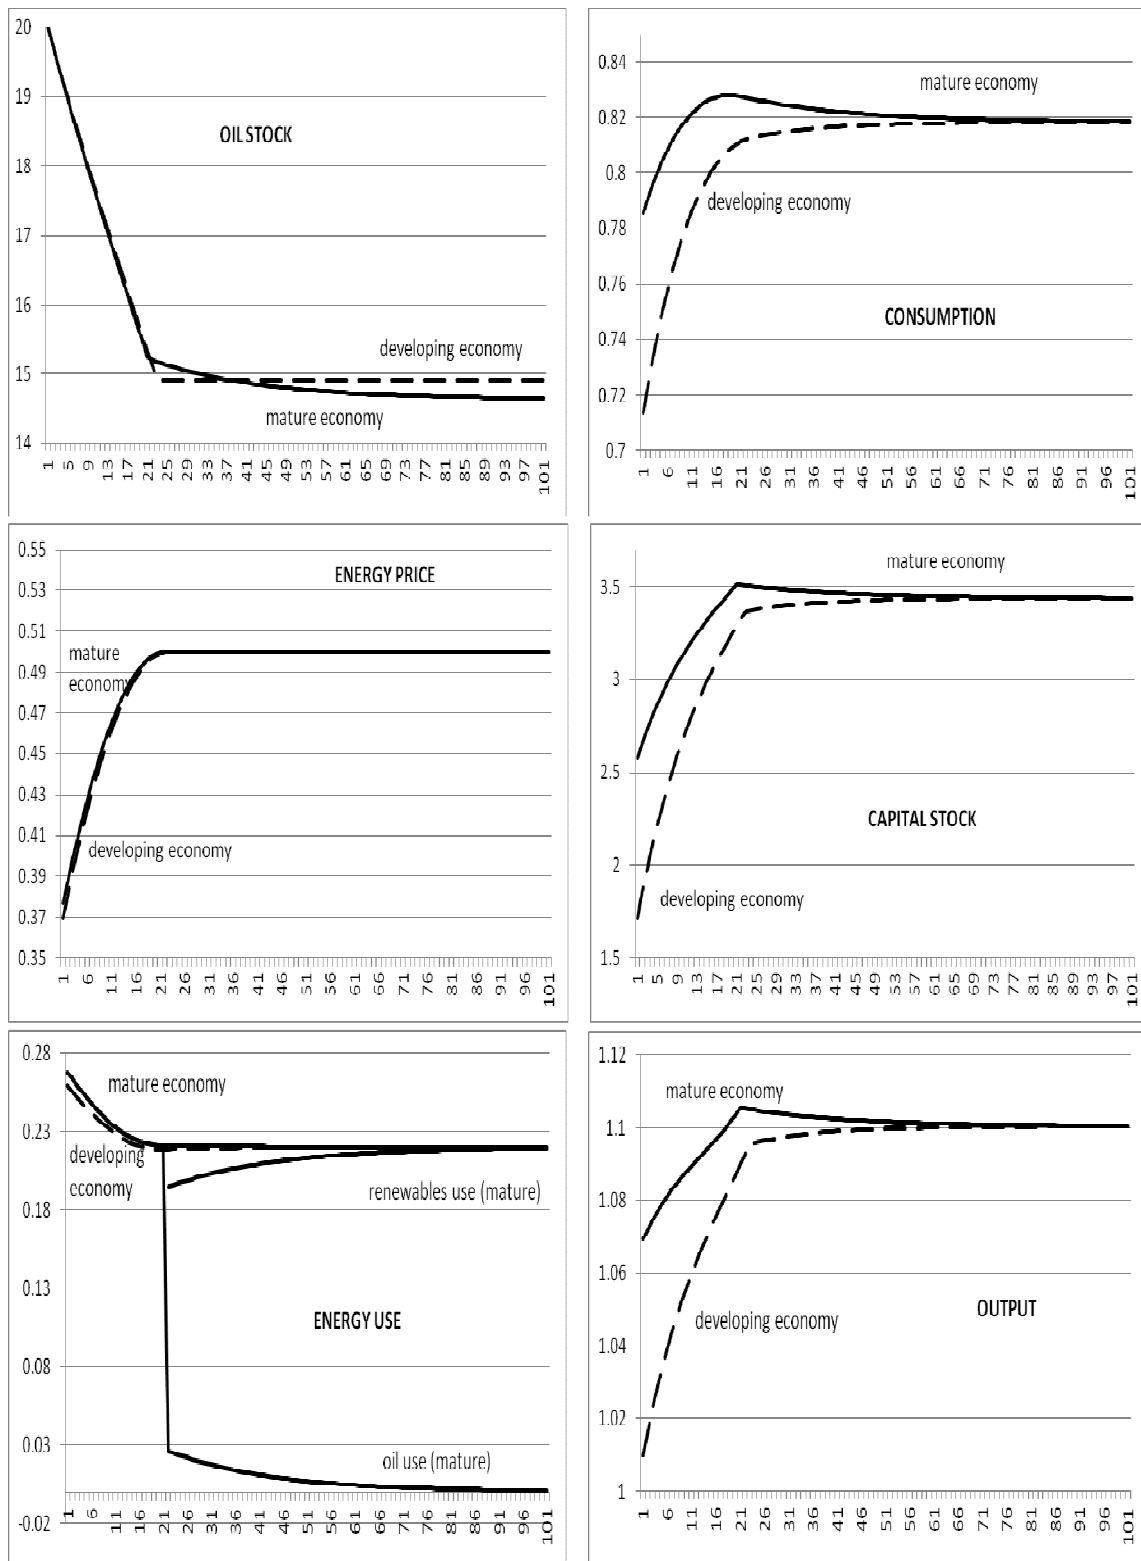 20
19
18
17
16
15
14
OIL STOCK
developing economy
mature economy
1 5 9 13 17 21 25 29 33 37 41 45 49 53 57 61 65 69 73 77 81 85 89 93 97 101
0.84
0.82
0.8
0.78
0.76
0.74
0.72
0.7
mature economy
developing economy
CONSUMPTION
1 6 11 16 21 26 31 36 41 46 51 56 61 66 71 76 81 86 91 96 101
0.55
0.53
0.51
0.49
0.47
0.45
0.43
0.41
0.39
0.37
0.35
ENERGY PRICE
mature
economy
developing economy
1 6 11 16 21 26 31 36 41 46 51 56 61 66 71 76 81 86 91 96 101
3.5
3
2.5
2
1.5
mature economy
CAPITAL STOCK
developing economy
1 5 9 13 17 21 25 29 33 37 41 45 49 53 57 61 65 69 73 77 81 85 89 93 97 101
0.28
0.23
0.18
0.13
0.08
0.03
-0.02
mature economy
developing
economy
renewables use (mature)
ENERGY USE
oil use (mature)
1 6 11 16 21 26 31 36 41 46 51 56 61 66 71 76 81 86 91 96 101
1.12
1.1
1.08
1.06
1.04
1.02
1
mature economy
OUTPUT
developing economy
1 6 11 16 21 26 31 36 41 46 51 56 61 66 71 76 81 86 91 96 101